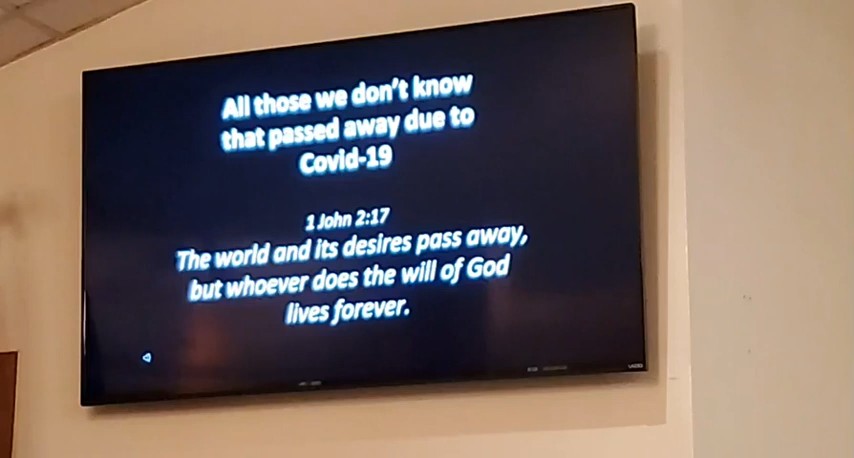 All those we don't know
that passed away due to
Covid-19
1 John 2:17
The world and its desires pass away,
but whoever does the will of God
lives forever.
VIZIO